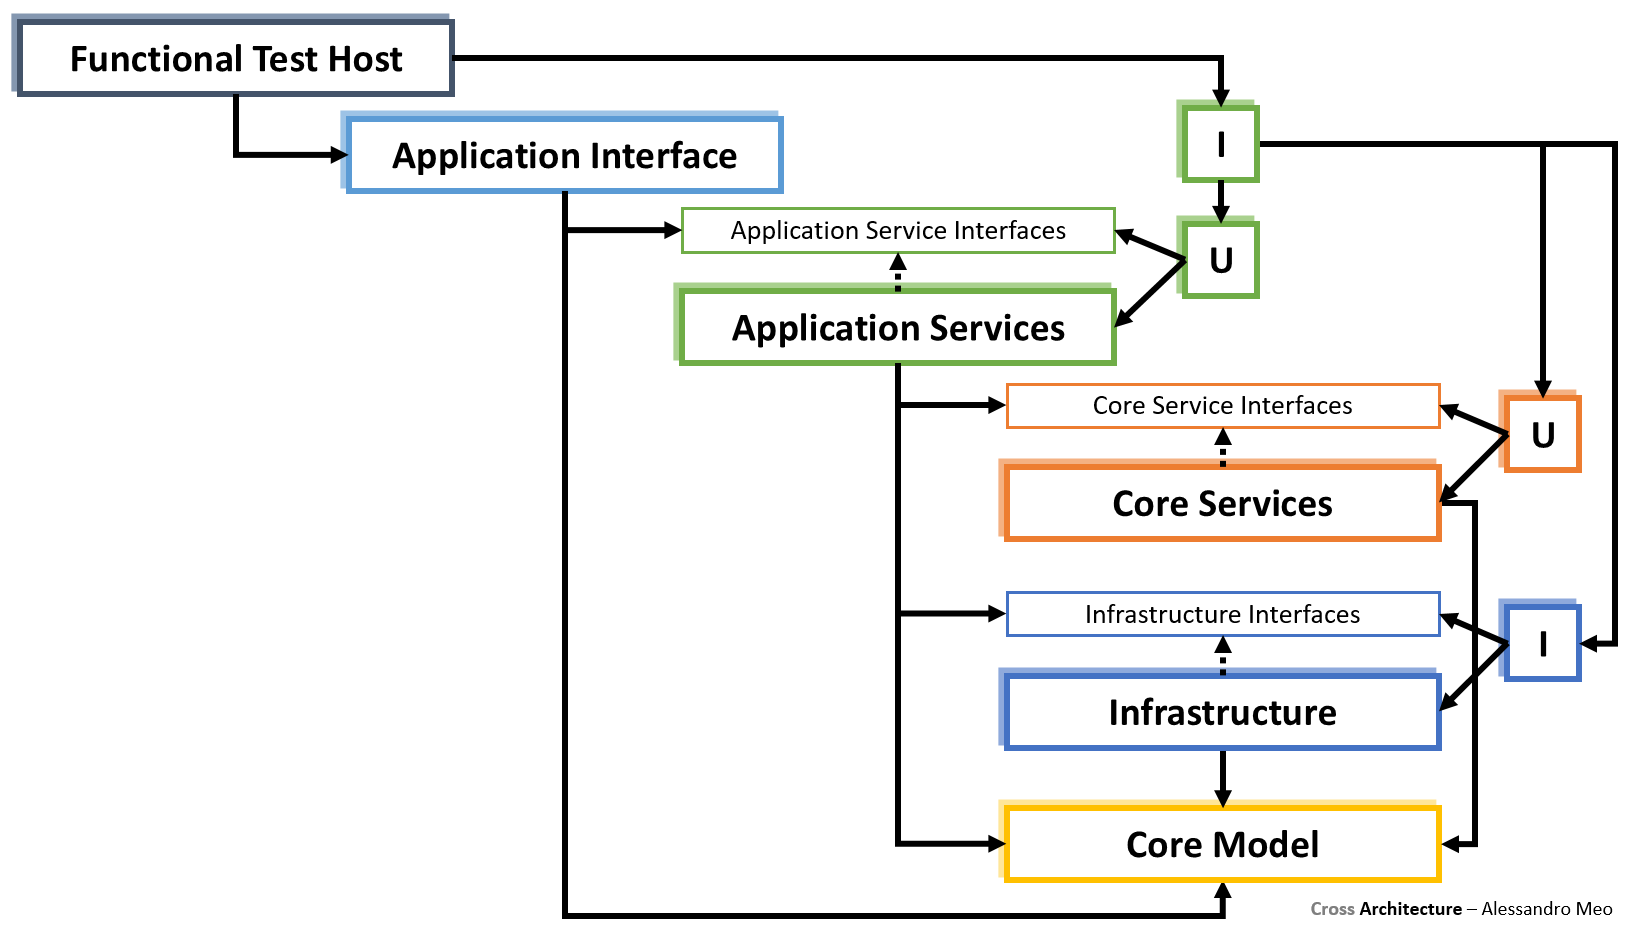 Functional Test Host
Application Interface
I
Application Service Interfaces
U
Application Services
Core Service Interfaces
U
Core Services
Infrastructure Interfaces
I
Infrastructure
Core Model
Cross Architecture – Alessandro Meo